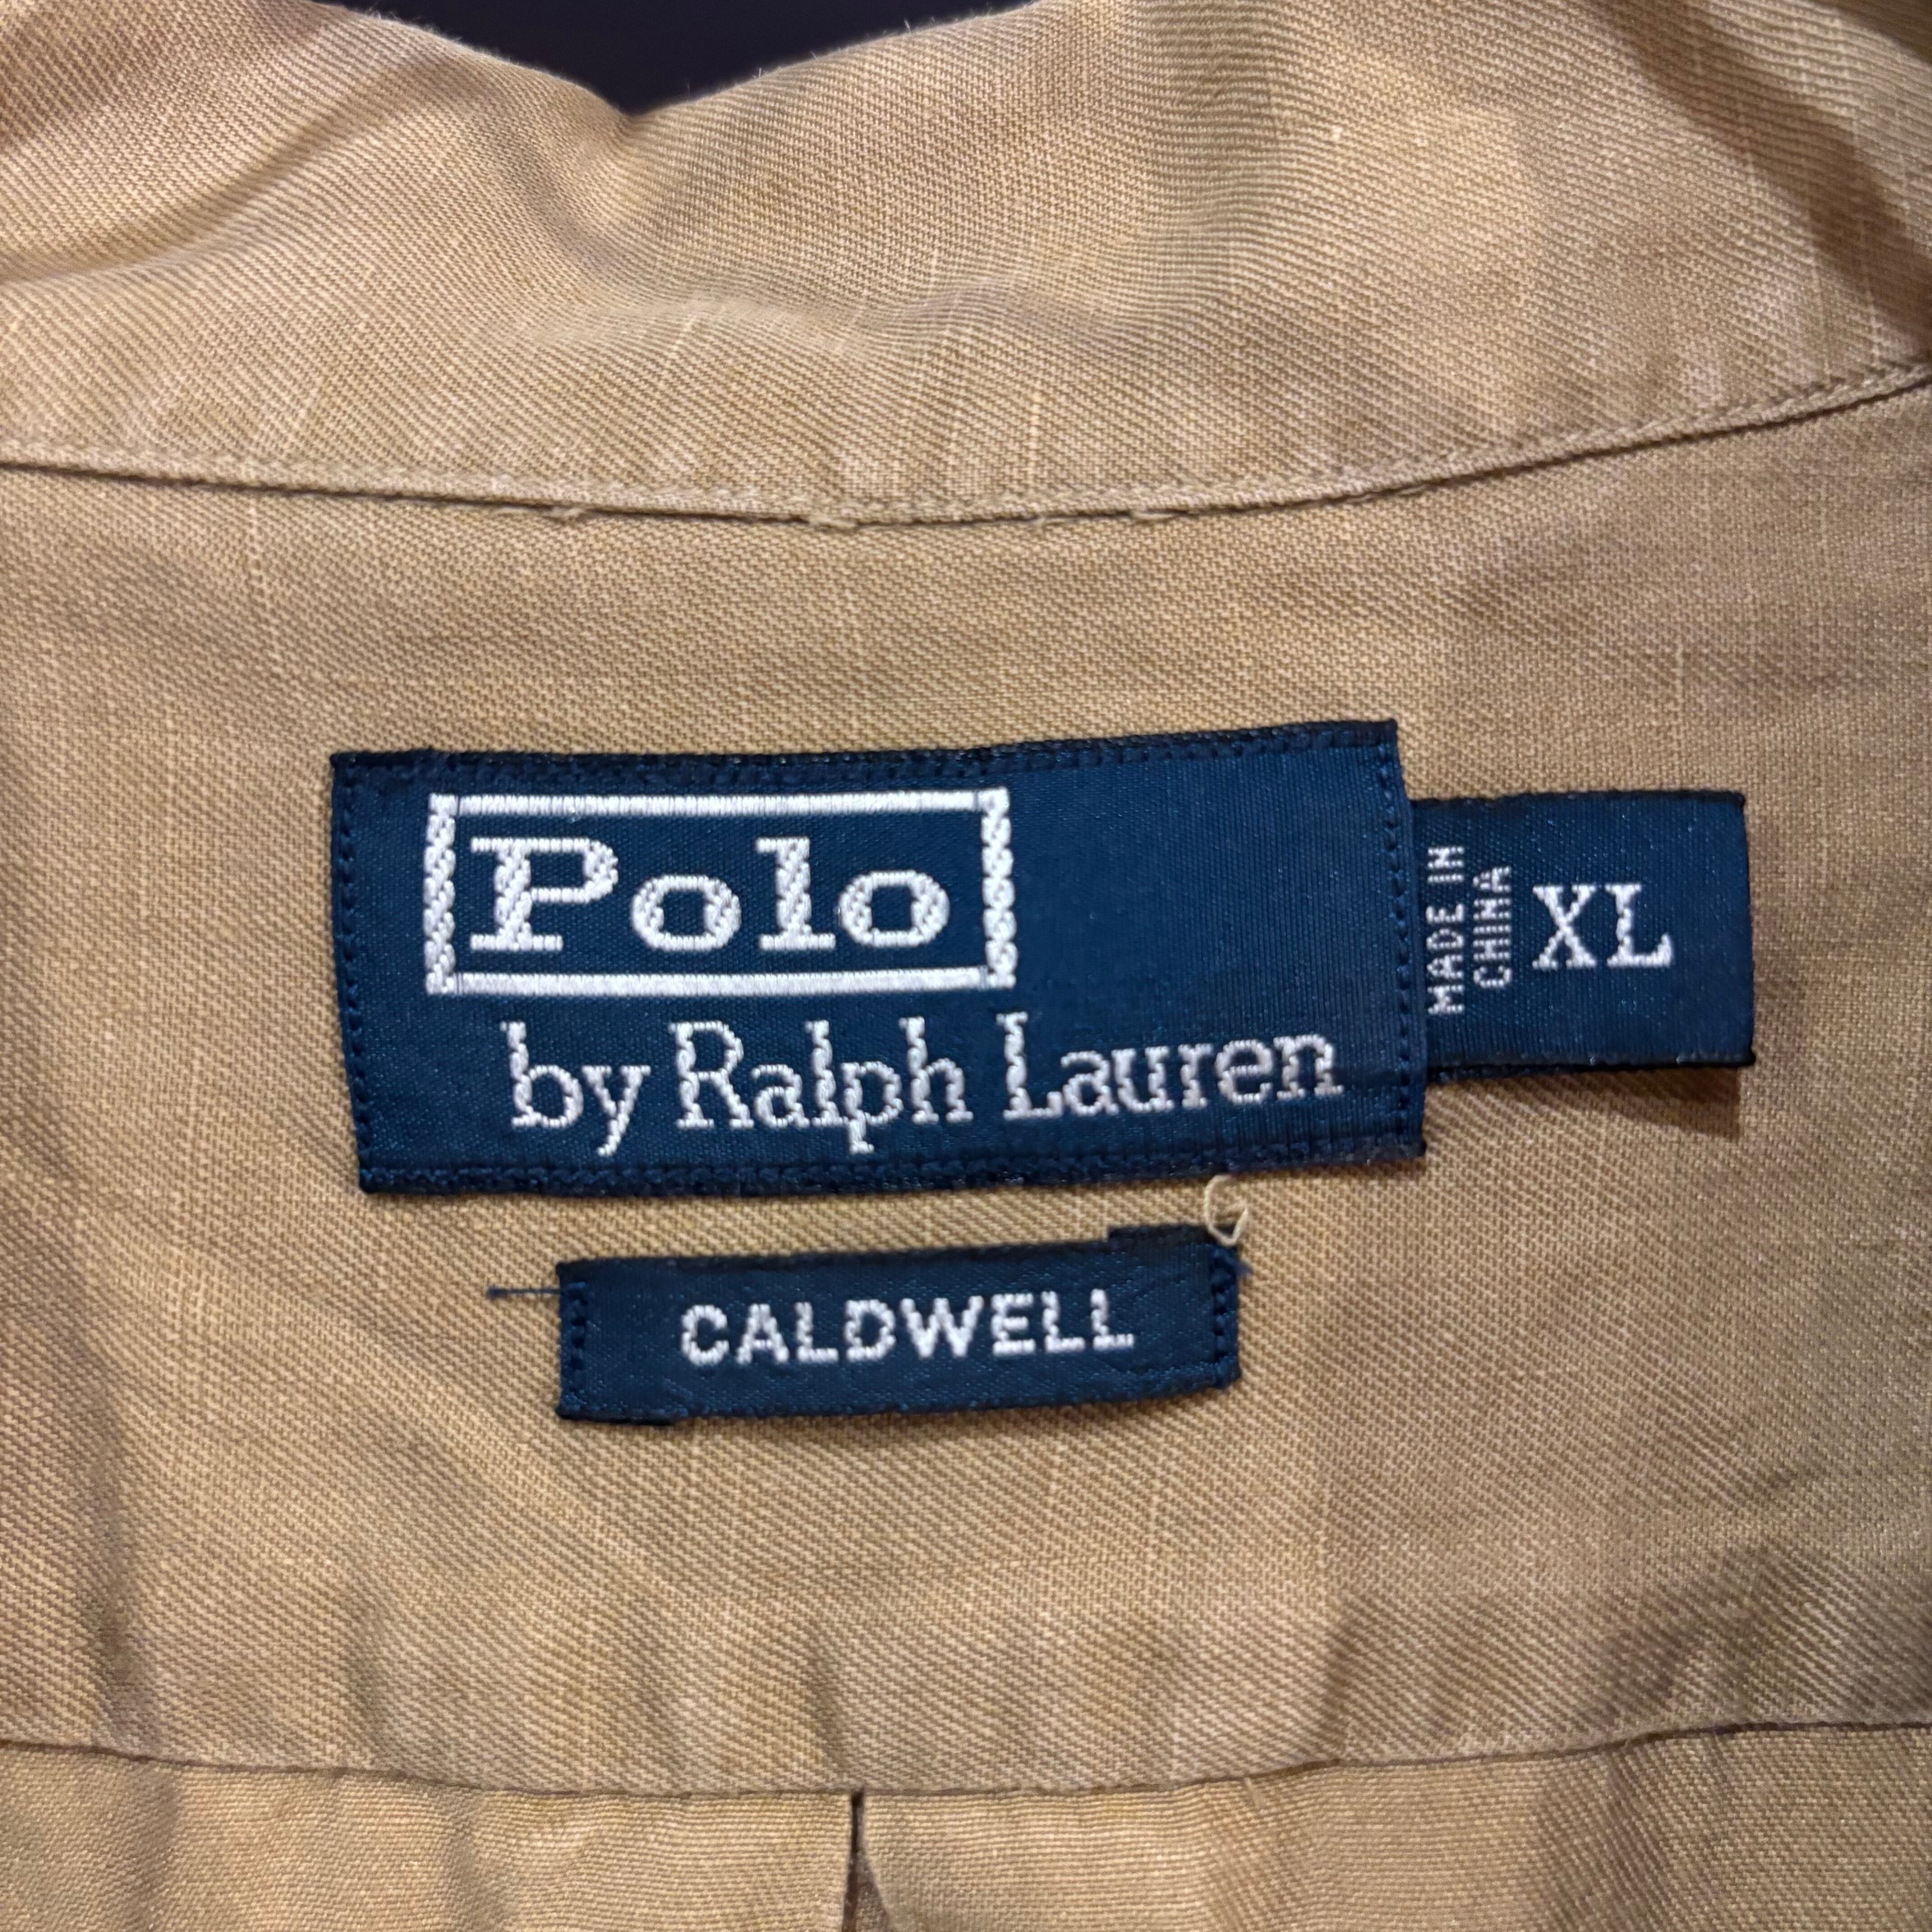 Polo
by Ralph Lauren
MADE IN
CHINA
XL
CALDWELL